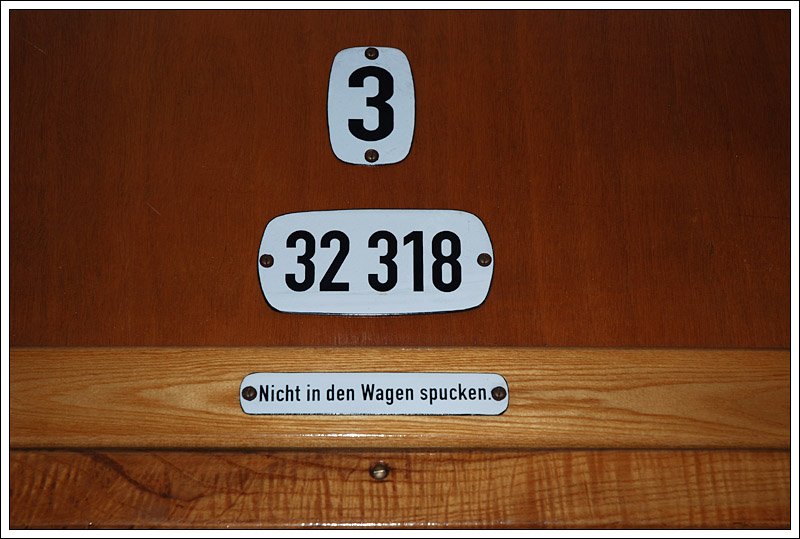 3
32 318
Nicht in den Wagen spucken.